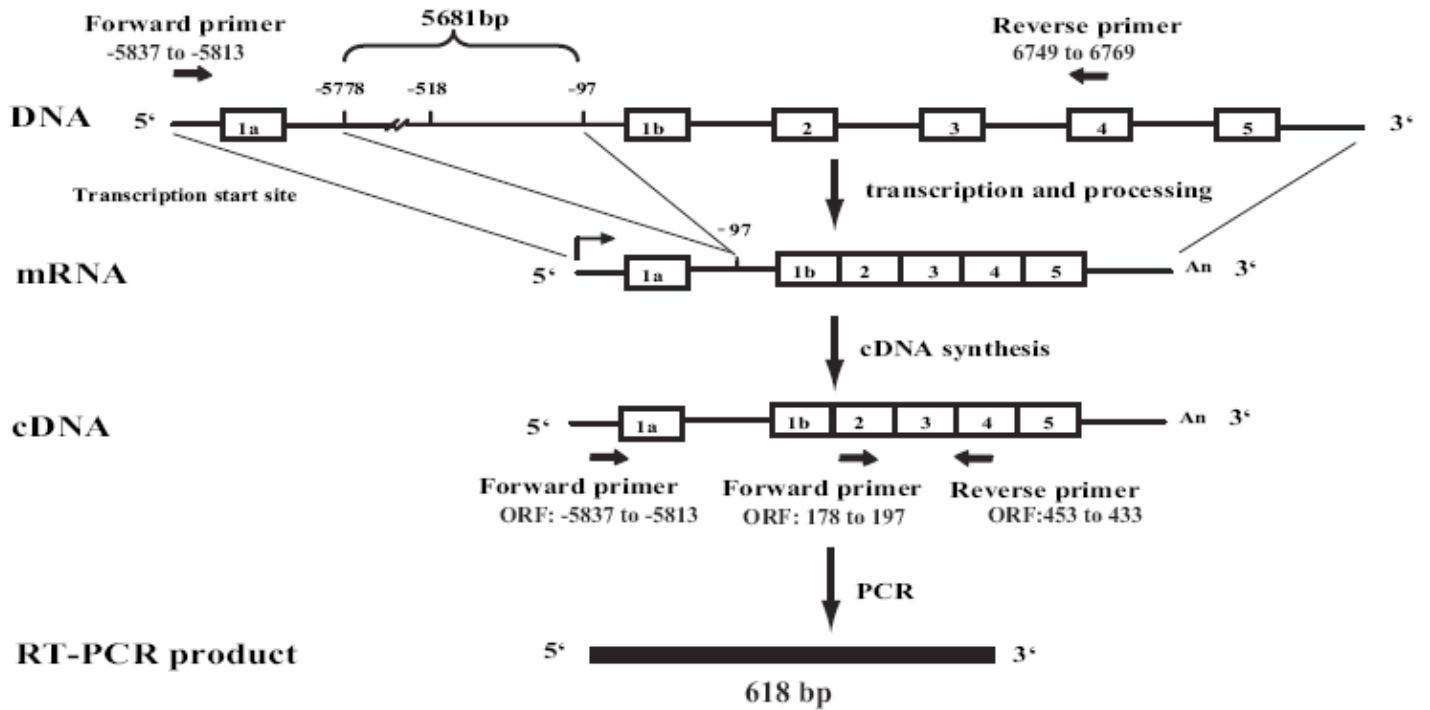 5681bp
Forward primer
-5837 to -5813
Reverse primer
6749 to 6769
-5778 -518 -97
DNA 5‘ 1a 1b 2 3 4 5 3‘
Transcription start site
transcription and processing
-97
mRNA 5‘ 1a 1b 2 3 4 5 An 3‘
cDNA synthesis
cDNA 5‘ 1a 1b 2 3 4 5 An 3‘
Forward primer
ORF: -5837 to -5813
Forward primer
ORF: 178 to 197
Reverse primer
ORF:453 to 433
PCR
RT-PCR product 5‘ 3‘
618 bp